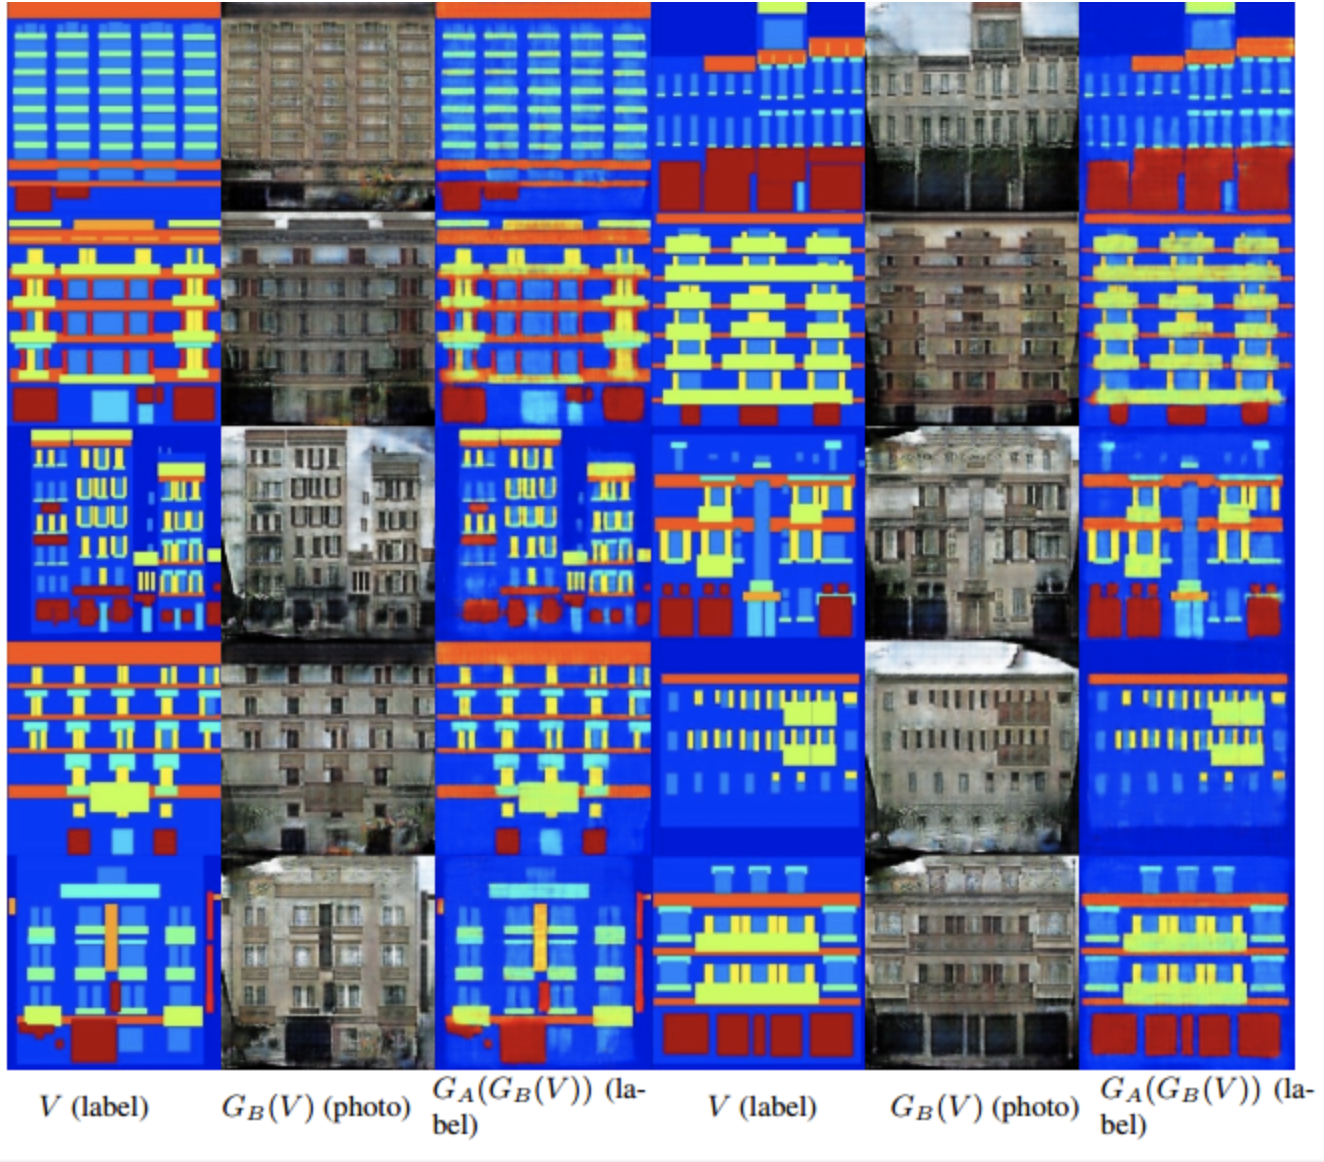 V (label)
G_B(V) (photo)
G_A(G_B(V)) (la-
bel)
V (label)
G_B(V) (photo)
G_A(G_B(V)) (la-
bel)